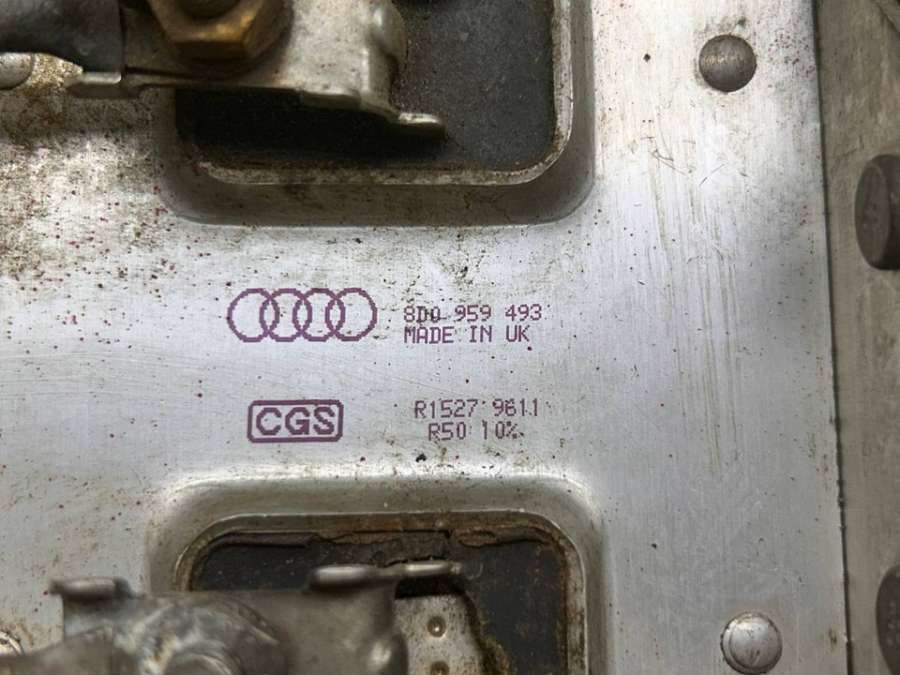 8D0 959 493
MADE IN UK
CGS
R1527 9611
R50 10%